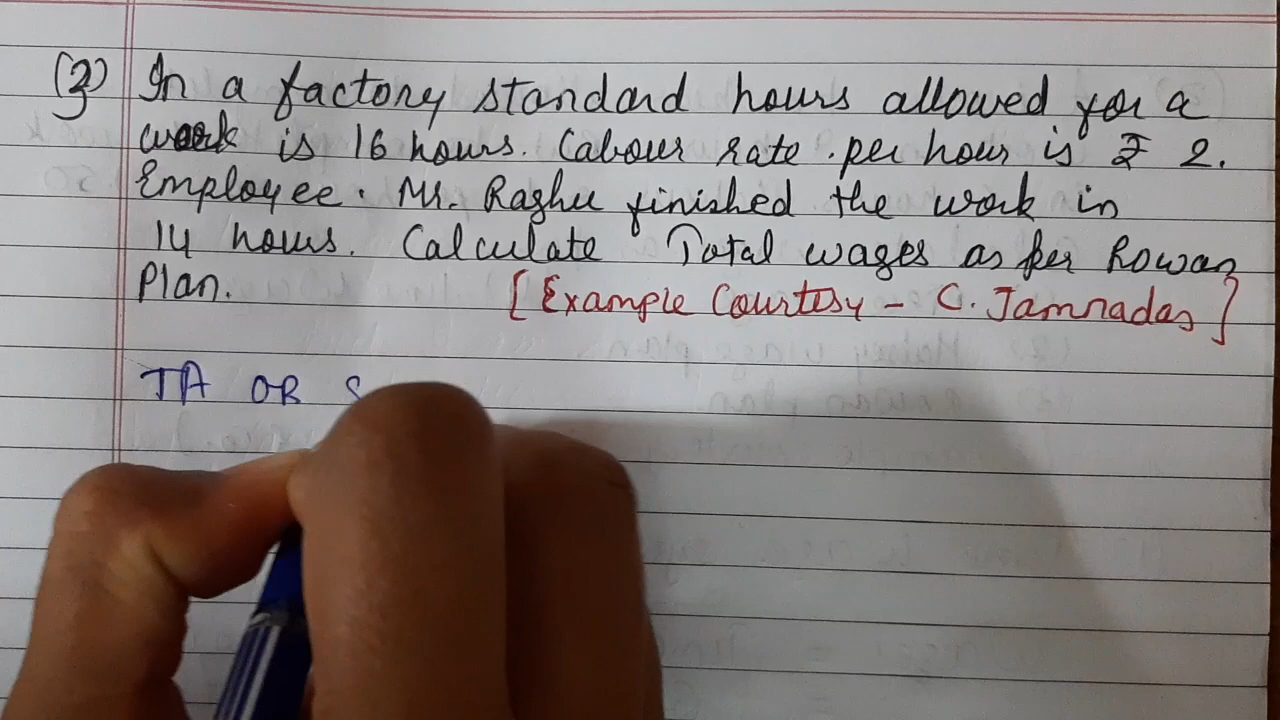 (3) In a factory standard hours allowed for a
work is 16 hours. Labour rate per hour is ₹ 2.
Employee. Mr. Raghu finished the work in
14 hours. Calculate Total wages as per Rowan
Plan. [Example Courtesy - C. Jamnadas]
TA OR S